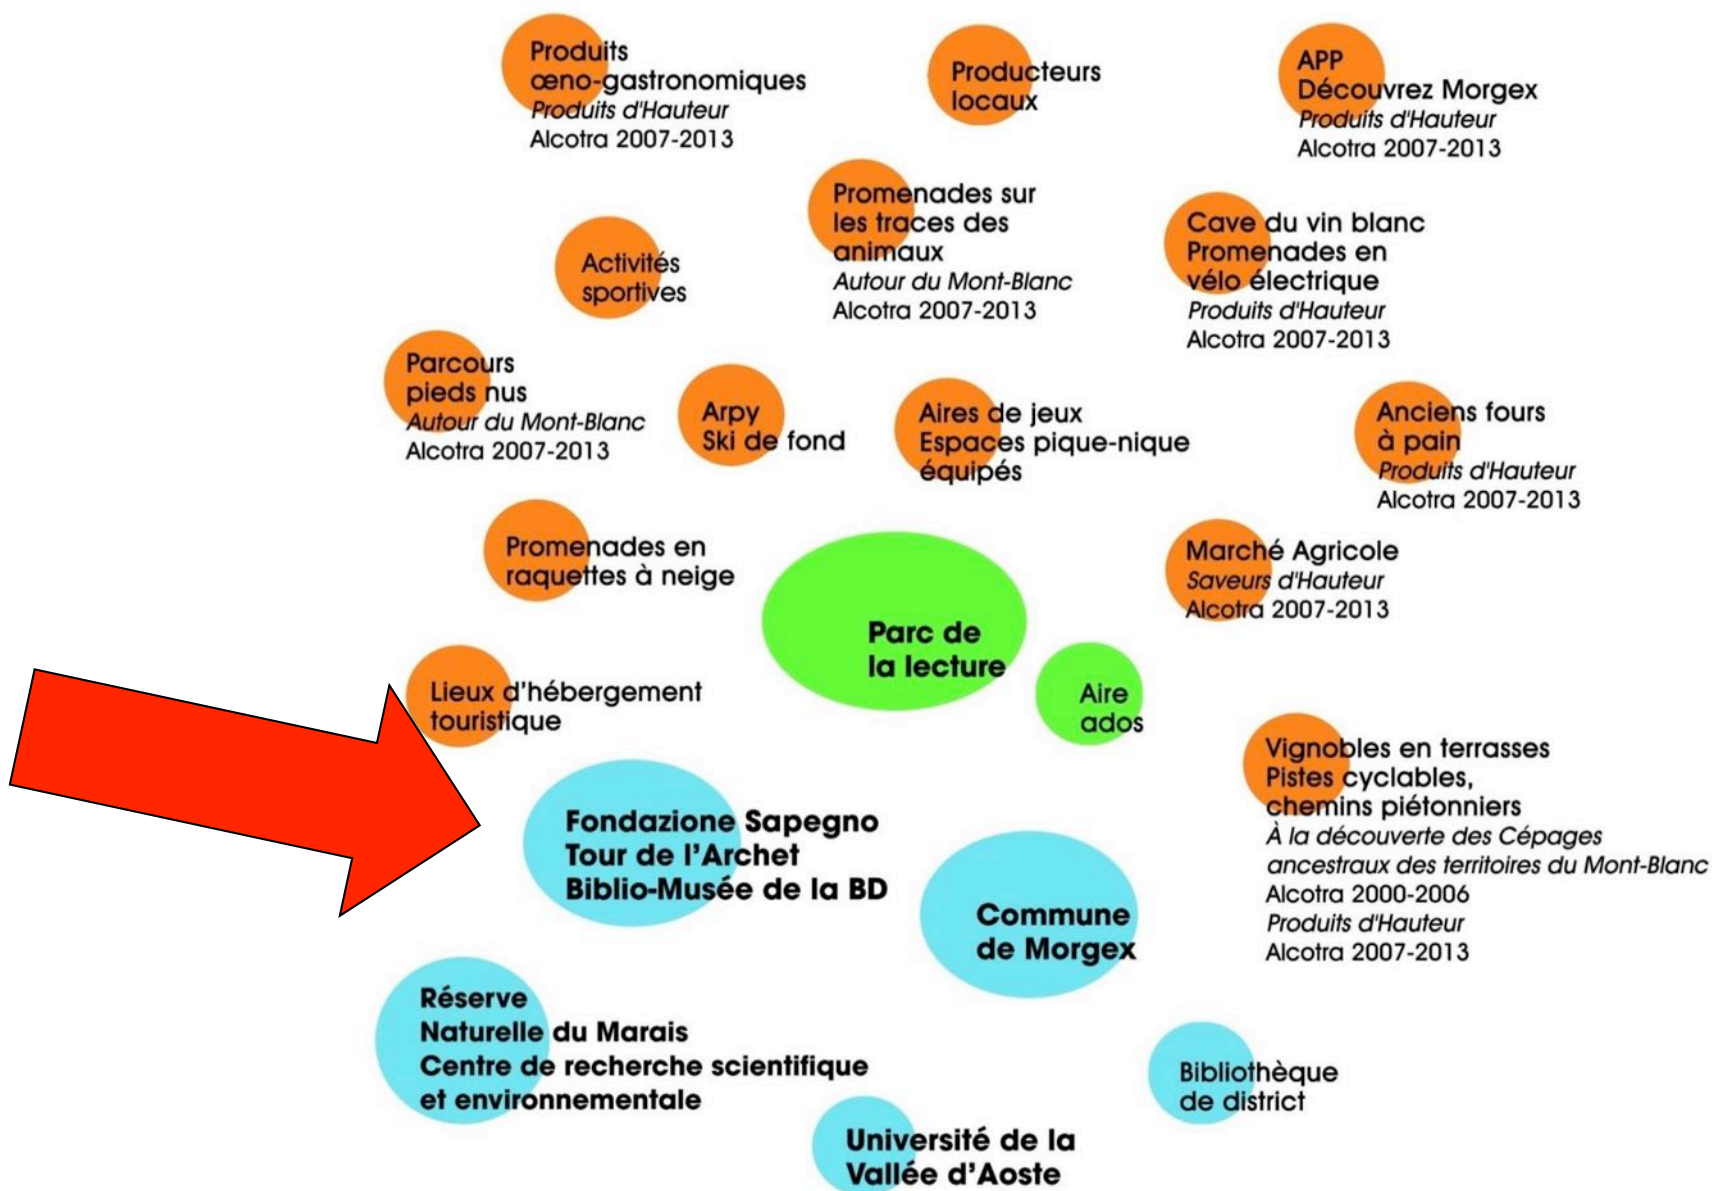 Produits
œno-gastronomiques
Produits d'Hauteur
Alcotra 2007-2013
Producteurs
locaux
APP
Découvrez Morgex
Produits d'Hauteur
Alcotra 2007-2013
Promenades sur
les traces des
animaux
Autour du Mont-Blanc
Alcotra 2007-2013
Cave du vin blanc
Promenades en
vélo électrique
Produits d'Hauteur
Alcotra 2007-2013
Activités
sportives
Parcours
pieds nus
Autour du Mont-Blanc
Alcotra 2007-2013
Arpy
Ski de fond
Aires de jeux
Espaces pique-nique
équipés
Anciens fours
à pain
Produits d'Hauteur
Alcotra 2007-2013
Promenades en
raquettes à neige
Marché Agricole
Saveurs d'Hauteur
Alcotra 2007-2013
Parc de
la lecture
Lieux d'hébergement
touristique
Aire
ados
Vignobles en terrasses
Pistes cyclables,
chemins piétonniers
À la découverte des Cépages
ancestraux des territoires du Mont-Blanc
Alcotra 2000-2006
Produits d'Hauteur
Alcotra 2007-2013
Fondazione Sapegno
Tour de l'Archet
Biblio-Musée de la BD
Commune
de Morgex
Réserve
Naturelle du Marais
Centre de recherche scientifique
et environnementale
Bibliothèque
de district
Université de la
Vallée d'Aoste